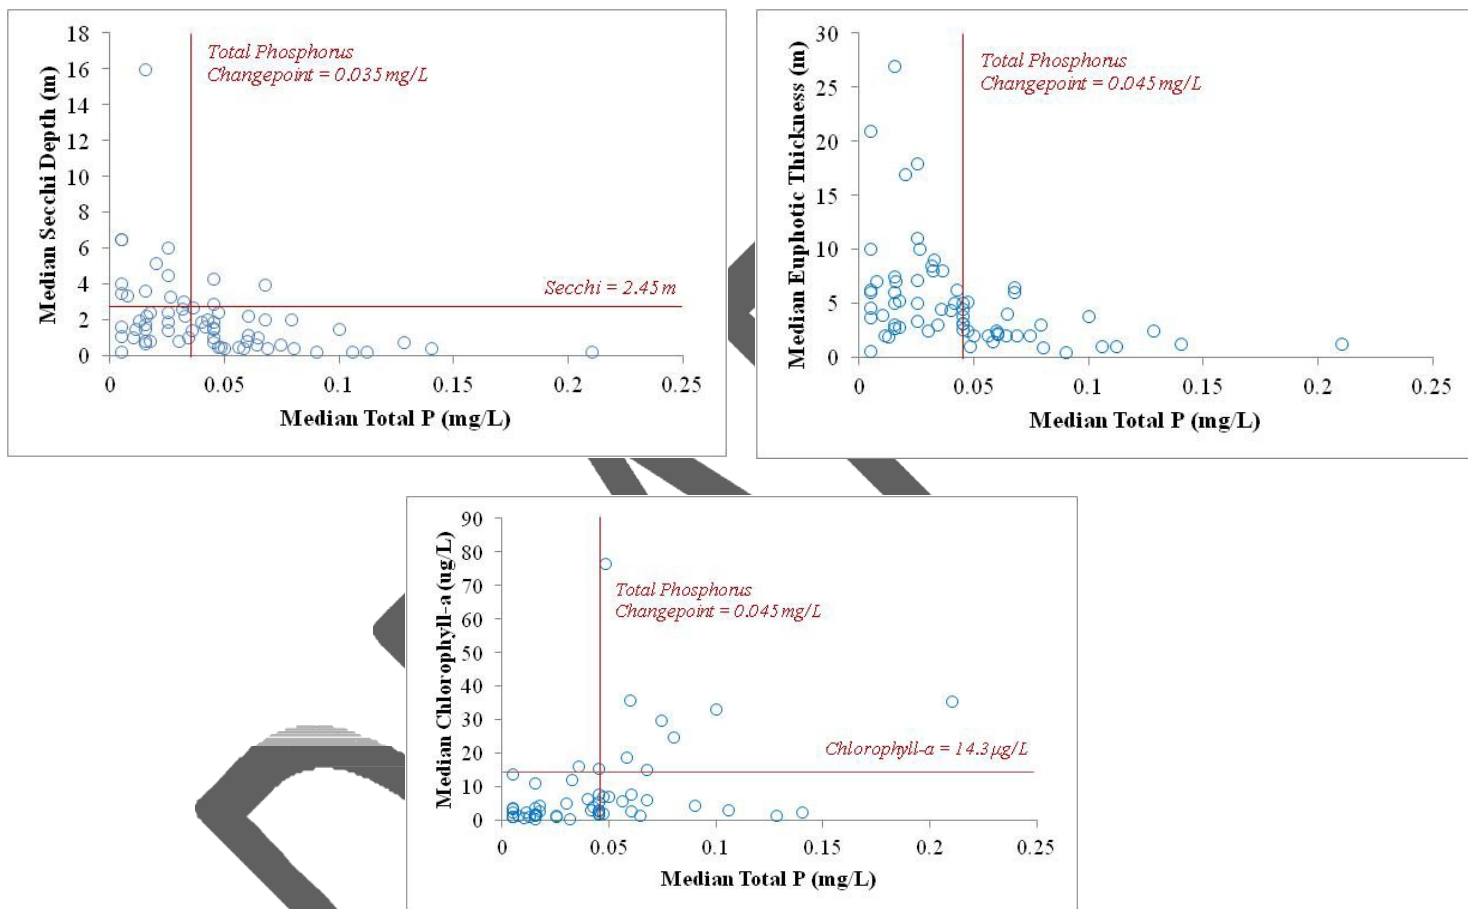 18
16
14
12
10
8
6
4
2
0
Median Secchi Depth (m)
Total Phosphorus
Changepoint = 0.035 mg/L
Secchi = 2.45 m
0 0.05 0.1 0.15 0.2 0.25
Median Total P (mg/L)
30
25
20
15
10
5
0
Median Euphotic Thickness (m)
Total Phosphorus
Changepoint = 0.045 mg/L
0 0.05 0.1 0.15 0.2 0.25
Median Total P (mg/L)
90
80
70
60
50
40
30
20
10
0
Median Chlorophyll-a (ug/L)
Total Phosphorus
Changepoint = 0.045 mg/L
Chlorophyll-a = 14.3 µg/L
0 0.05 0.1 0.15 0.2 0.25
Median Total P (mg/L)